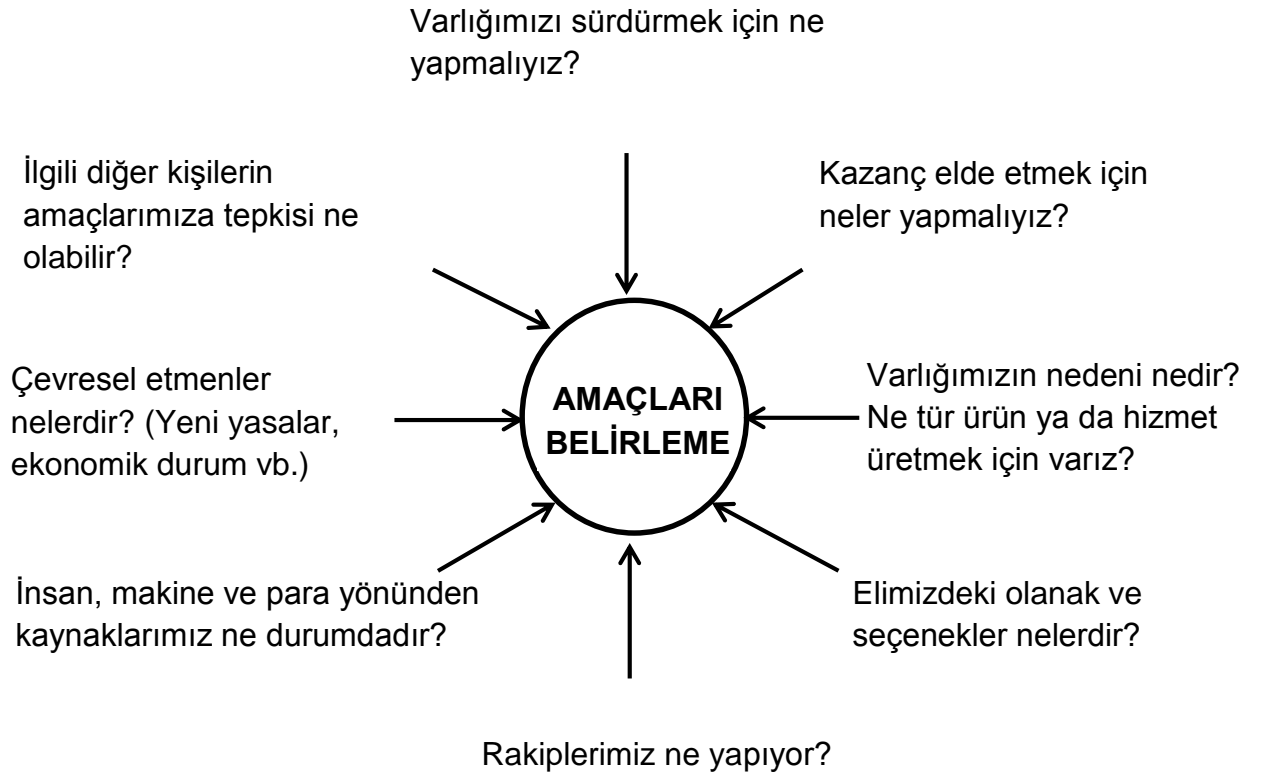 Varlığımızı sürdürmek için ne
yapmalıyız?
İlgili diğer kişilerin
amaçlarımıza tepkisi ne
olabilir?
Kazanç elde etmek için
neler yapmalıyız?
Çevresel etmenler
nelerdir? (Yeni yasalar,
ekonomik durum vb.)
AMAÇLARI
BELİRLEME
Varlığımızın nedeni nedir?
Ne tür ürün ya da hizmet
üretmek için varız?
İnsan, makine ve para yönünden
kaynaklarımız ne durumdadır?
Elimizdeki olanak ve
seçenekler nelerdir?
Rakiplerimiz ne yapıyor?